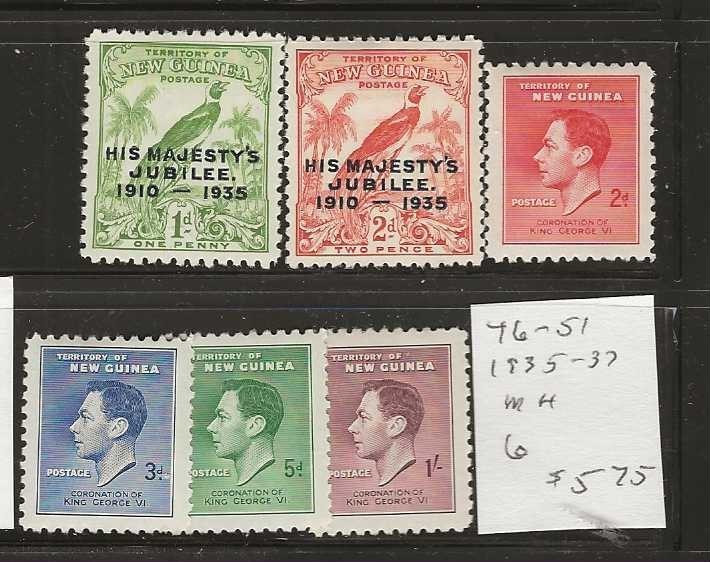 TERRITORY OF
NEW GUINEA
POSTAGE
HIS MAJESTY'S
JUBILEE.
1910 — 1935
1d
ONE PENNY
TERRITORY OF
NEW GUINEA
POSTAGE
HIS MAJESTY'S
JUBILEE.
1910 — 1935
2d
TWO PENCE
TERRITORY OF
NEW GUINEA
POSTAGE
2d.
CORONATION OF
KING GEORGE VI
TERRITORY OF
NEW GUINEA
POSTAGE
3d.
CORONATION OF
KING GEORGE VI
TERRITORY OF
NEW GUINEA
POSTAGE
5d
CORONATION OF
KING GEORGE VI
TERRITORY OF
NEW GUINEA
POSTAGE
1/-
CORONATION OF
KING GEORGE VI
46-51
1935-37
MH
6
$575